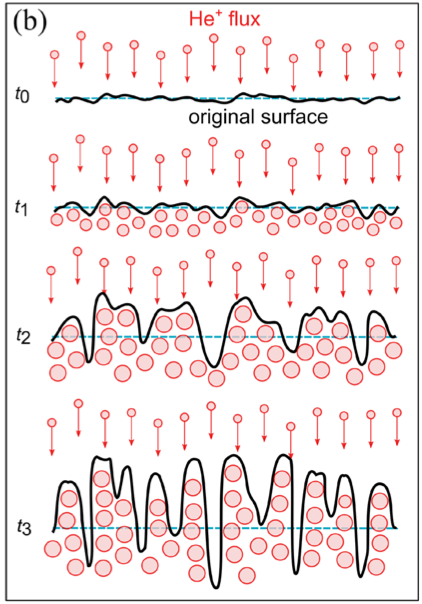 (b)
He⁺ flux
t₀
original surface
t₁
t₂
t₃